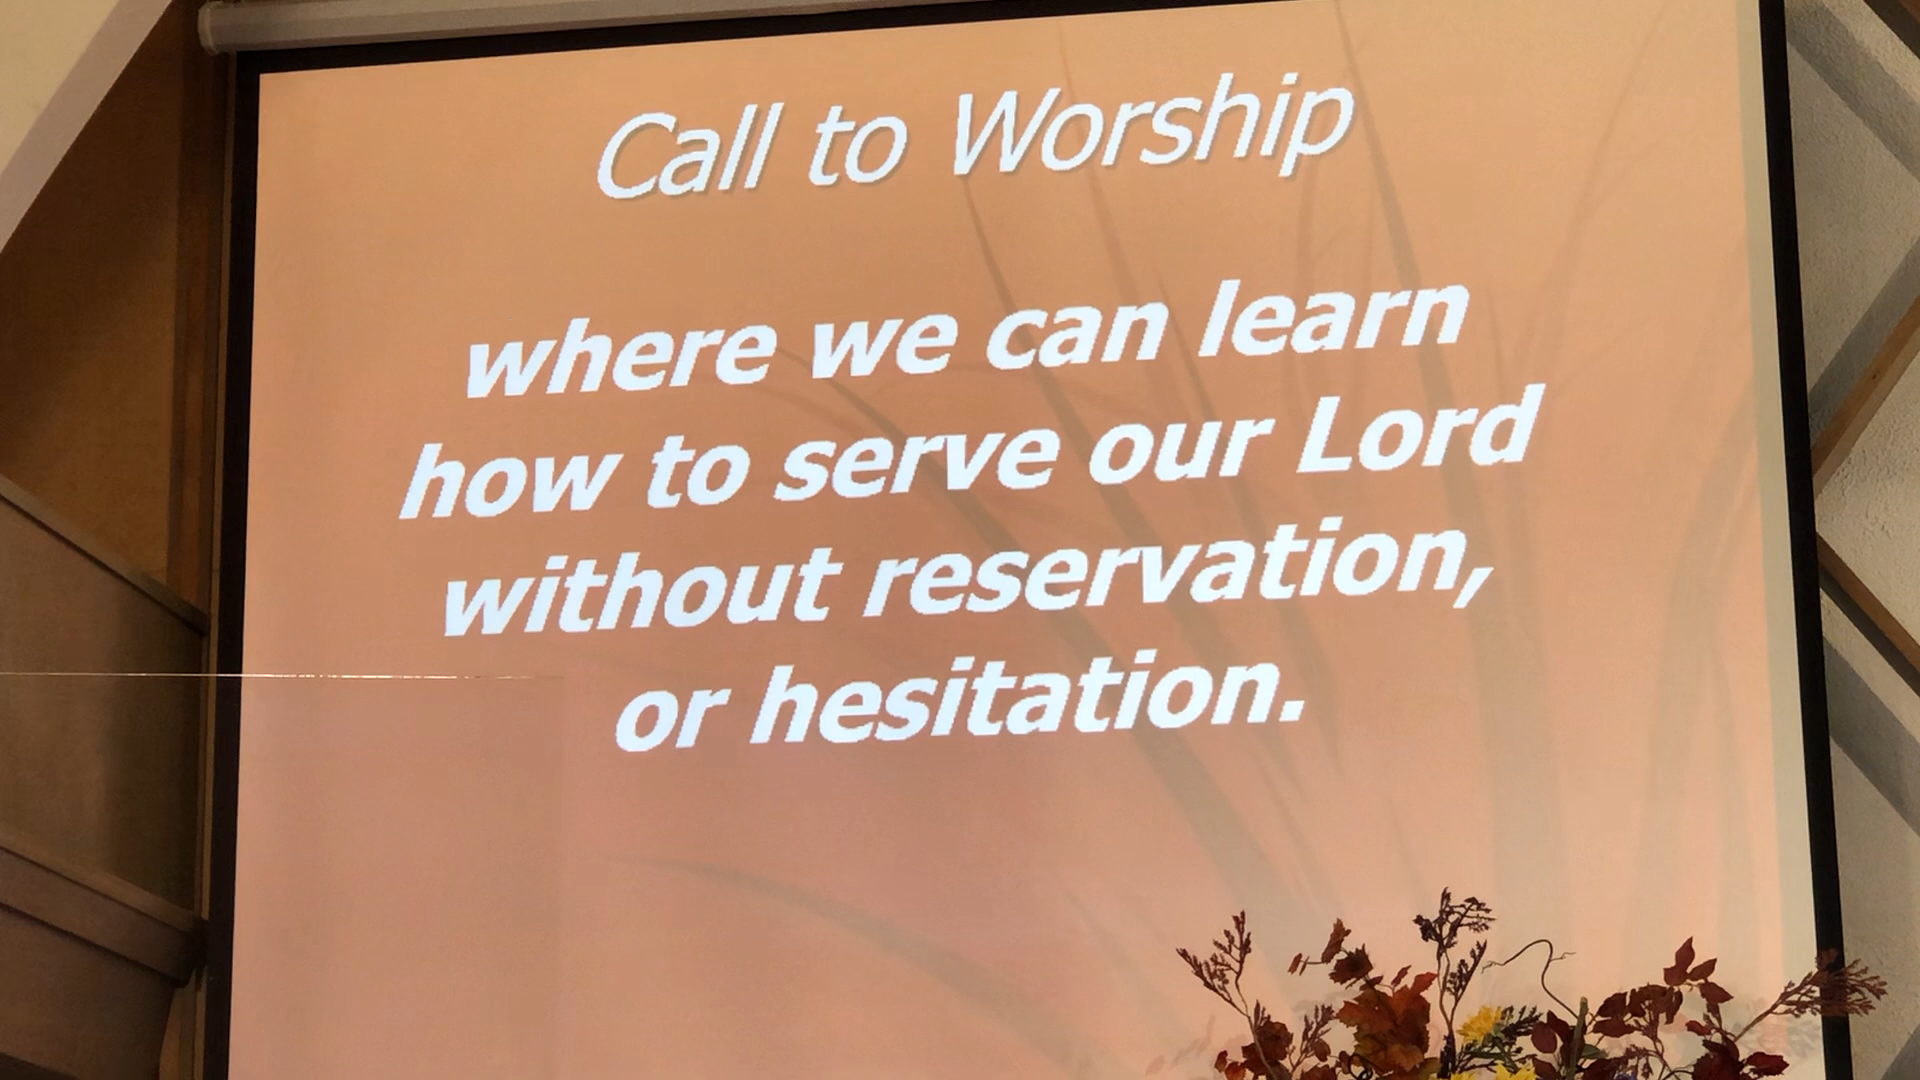 Call to Worship
where we can learn
how to serve our Lord
without reservation,
or hesitation.